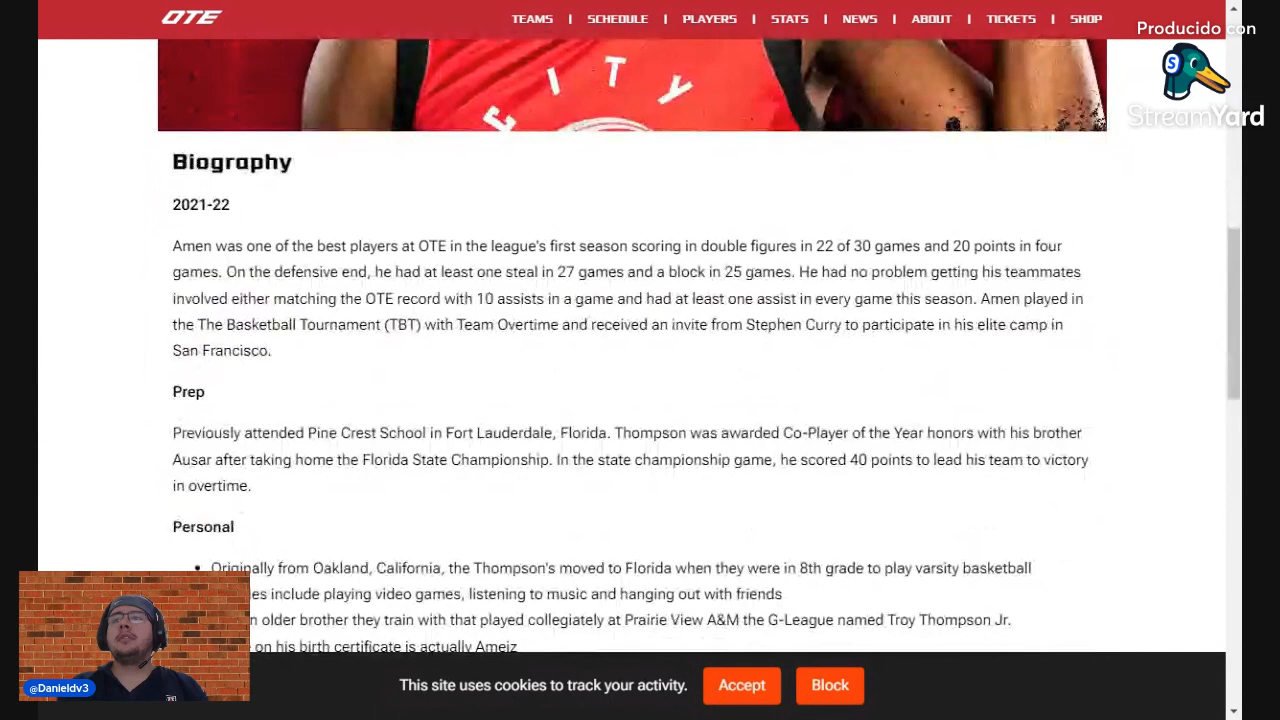 OTE
TEAMS | SCHEDULE | PLAYERS | STATS | NEWS | ABOUT | TICKETS | SHOP
Producido con
S
StreamYard
EITY
Biography
2021-22
Amen was one of the best players at OTE in the league's first season scoring in double figures in 22 of 30 games and 20 points in four
games. On the defensive end, he had at least one steal in 27 games and a block in 25 games. He had no problem getting his teammates
involved either matching the OTE record with 10 assists in a game and had at least one assist in every game this season. Amen played in
the The Basketball Tournament (TBT) with Team Overtime and received an invite from Stephen Curry to participate in his elite camp in
San Francisco.
Prep
Previously attended Pine Crest School in Fort Lauderdale, Florida. Thompson was awarded Co-Player of the Year honors with his brother
Ausar after taking home the Florida State Championship. In the state championship game, he scored 40 points to lead his team to victory
in overtime.
Personal
• Originally from Oakland, California, the Thompson's moved to Florida when they were in 8th grade to play varsity basketball
include playing video games, listening to music and hanging out with friends
older brother they train with that played collegiately at Prairie View A&M the G-League named Troy Thompson Jr.
on his birth certificate is actually Ameiz
@Danieldv3
This site uses cookies to track your activity. Accept Block